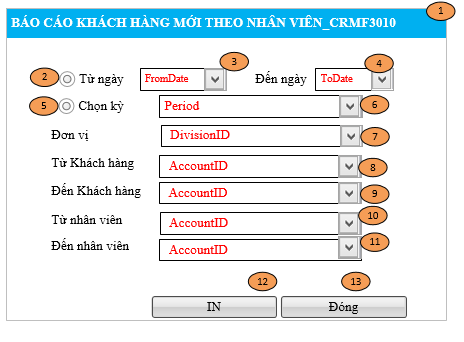 1
BÁO CÁO KHÁCH HÀNG MỚI THEO NHÂN VIÊN_CRMF3010
2 Từ ngày FromDate 3 Đến ngày ToDate 4
5 Chọn kỳ Period 6
Đơn vị DivisionID 7
Từ Khách hàng AccountID 8
Đến Khách hàng AccountID 9
Từ nhân viên AccountID 10
Đến nhân viên AccountID 11
12 13
IN Đóng